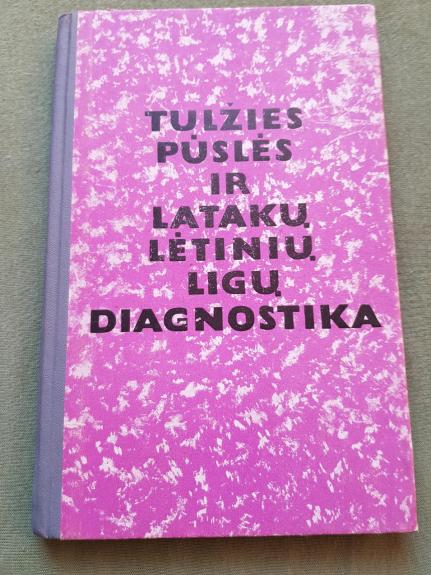 TULŽIES
PŪSLĖS
IR
LATAKŲ
LĖTINIŲ
LIGŲ
DIAGNOSTIKA